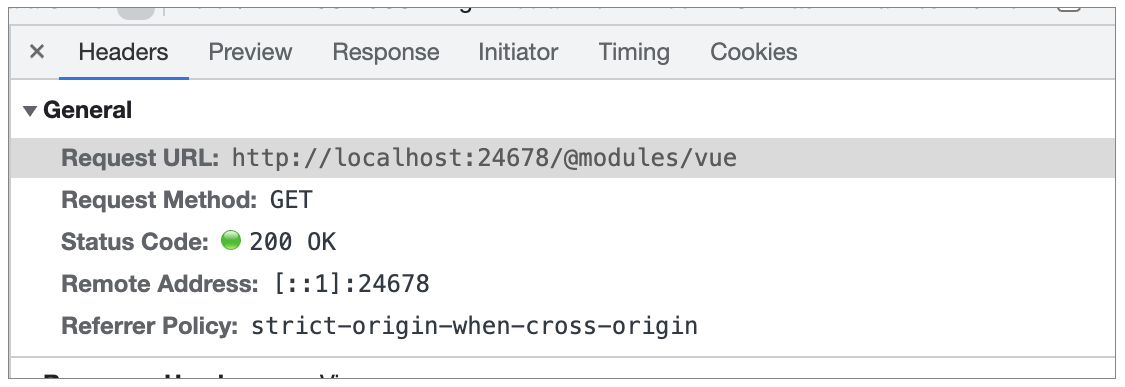 Headers Preview Response Initiator Timing Cookies
General
Request URL: http://localhost:24678/@modules/vue
Request Method: GET
Status Code: 200 OK
Remote Address: [::1]:24678
Referrer Policy: strict-origin-when-cross-origin